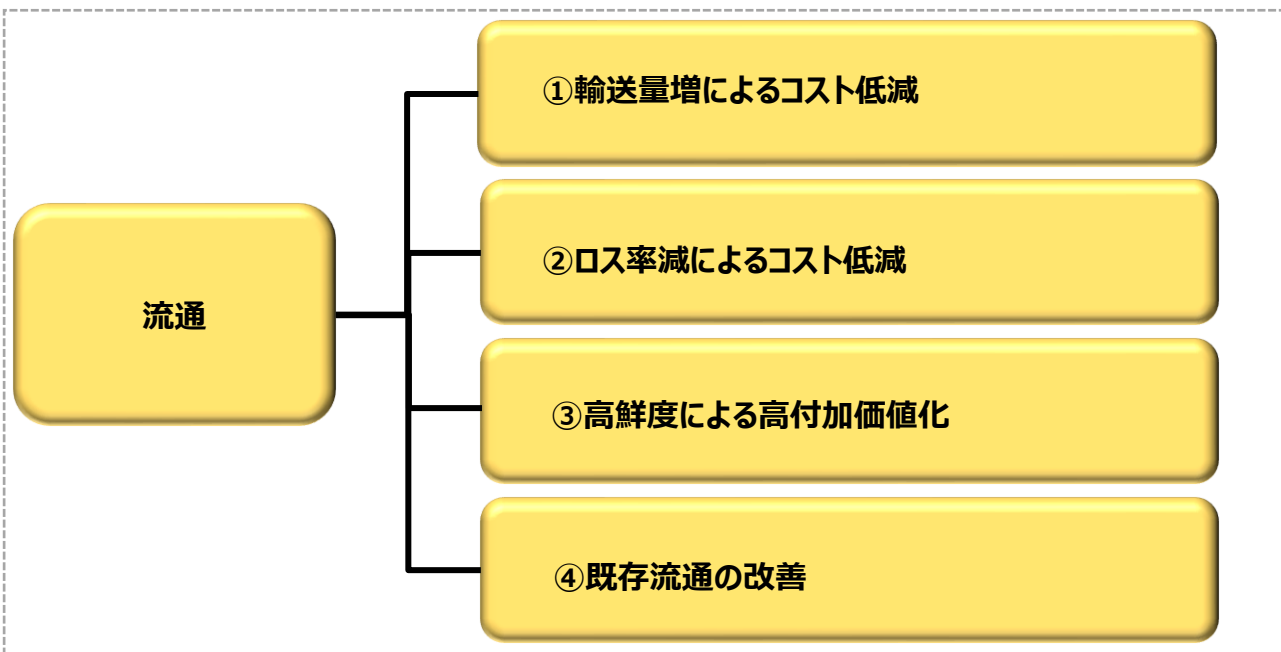 ①輸送量増によるコスト低減
②ロス率減によるコスト低減
流通
③高鮮度による高付加価値化
④既存流通の改善